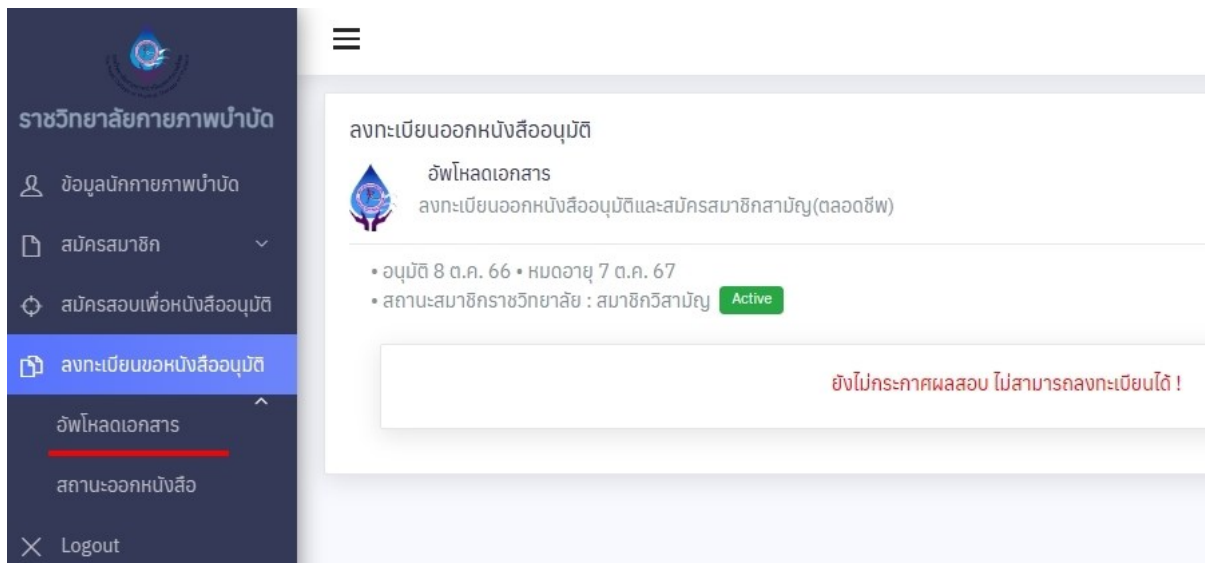 ราชวิทยาลัยกายภาพบำบัด
ข้อมูลนักกายภาพบำบัด
สมัครสมาชิก
สมัครสอบเพื่อหนังสืออนุมัติ
ลงทะเบียนขอหนังสืออนุมัติ
อัพโหลดเอกสาร
สถานะออกหนังสือ
Logout
ลงทะเบียนออกหนังสืออนุมัติ
อัพโหลดเอกสาร
ลงทะเบียนออกหนังสืออนุมัติและสมัครสมาชิกสามัญ(ตลอดชีพ)
• อนุมัติ 8 ต.ค. 66 • หมดอายุ 7 ต.ค. 67
• สถานะสมาชิกราชวิทยาลัย : สมาชิกวิสามัญ Active
ยังไม่กระกาศผลสอบ ไม่สามารถลงทะเบียนได้ !